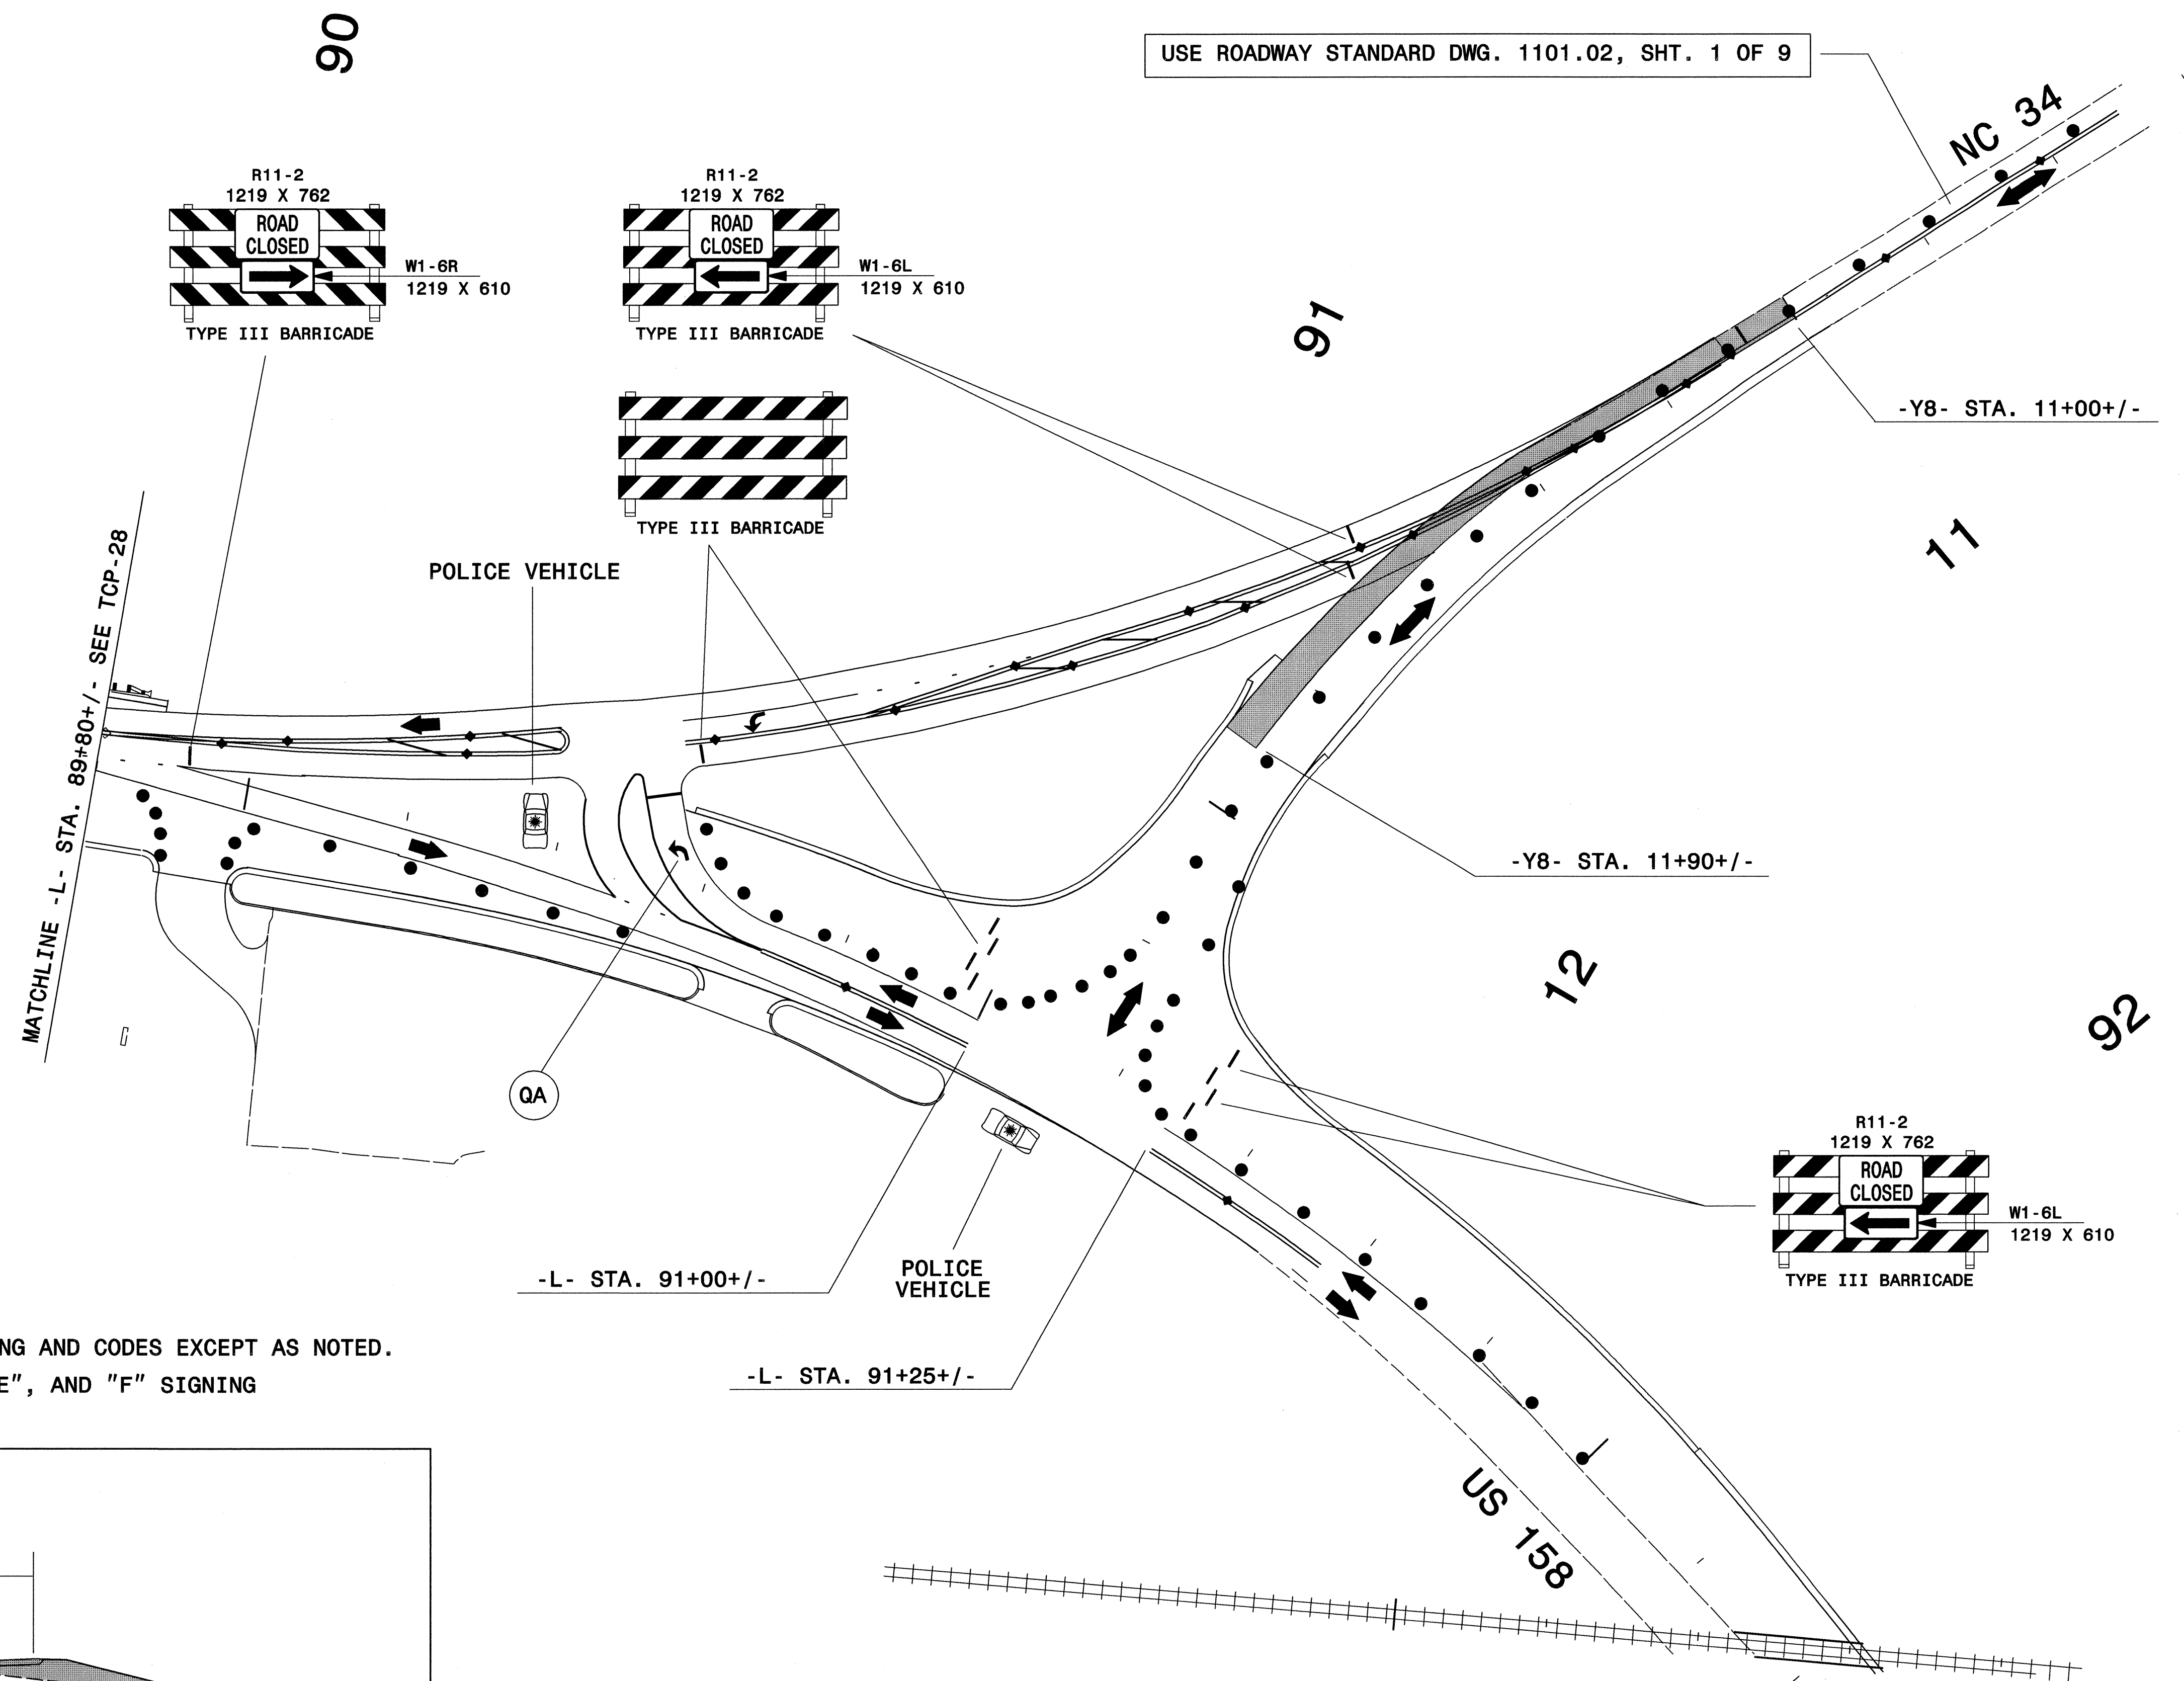 90
USE ROADWAY STANDARD DWG. 1101.02, SHT. 1 OF 9
NC 34
R11-2
1219 X 762
ROAD
CLOSED
W1-6R
1219 X 610
TYPE III BARRICADE
R11-2
1219 X 762
ROAD
CLOSED
W1-6L
1219 X 610
TYPE III BARRICADE
91
-Y8- STA. 11+00+/-
TYPE III BARRICADE
11
POLICE VEHICLE
MATCHLINE -L- STA. 89+80+/- SEE TCP-28
-Y8- STA. 11+90+/-
12
92
QA
R11-2
1219 X 762
ROAD
CLOSED
W1-6L
1219 X 610
TYPE III BARRICADE
-L- STA. 91+00+/-
POLICE
VEHICLE
NG AND CODES EXCEPT AS NOTED.
-L- STA. 91+25+/-
E", AND "F" SIGNING
US 158